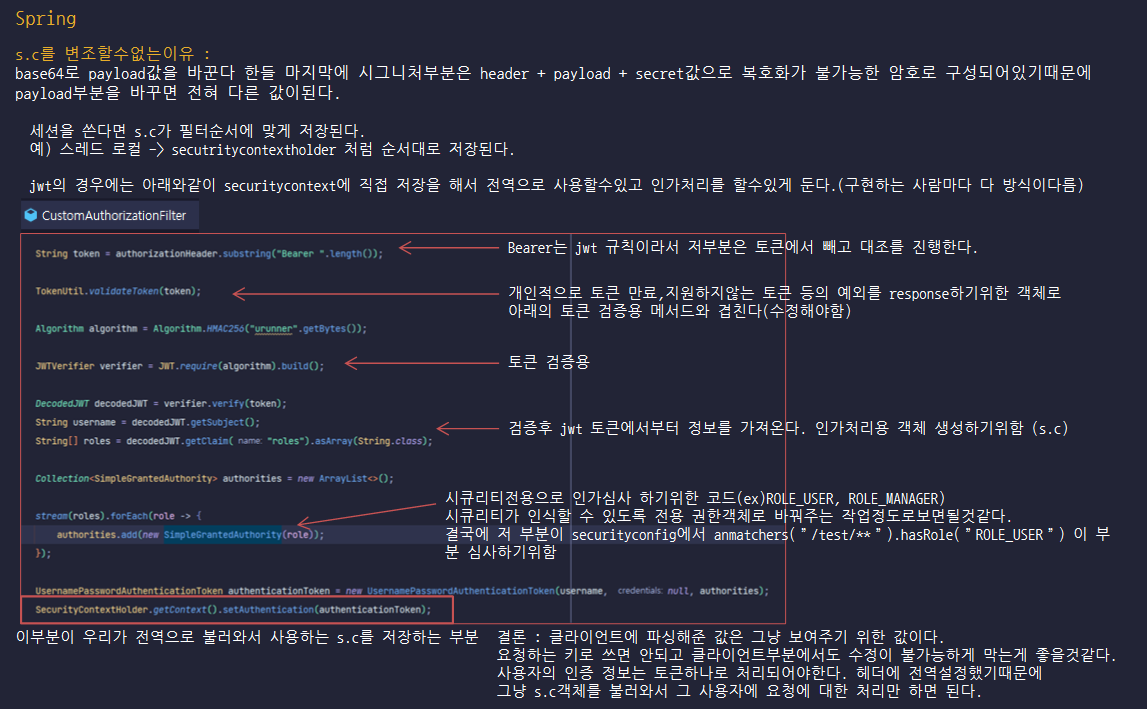 Spring
s.c를 변조할수없는이유 :
base64로 payload값을 바꾼다 한들 마지막에 시그니처부분은 header + payload + secret값으로 복호화가 불가능한 암호로 구성되어있기때문에
payload부분을 바꾸면 전혀 다른 값이된다.
세션을 쓴다면 s.c가 필터순서에 맞게 저장된다.
예) 스레드 로컬 -> secutritycontextholder 처럼 순서대로 저장된다.
jwt의 경우에는 아래와같이 securitycontext에 직접 저장을 해서 전역으로 사용할수있고 인가처리를 할수있게 둔다.(구현하는 사람마다 다 방식이다름)
CustomAuthorizationFilter
String token = authorizationHeader.substring("Bearer ".length());
Bearer는 jwt 규칙이라서 저부분은 토큰에서 빼고 대조를 진행한다.
TokenUtil.validateToken(token);
개인적으로 토큰 만료,지원하지않는 토큰 등의 예외를 response하기위한 객체로
아래의 토큰 검증용 메서드와 겹친다(수정해야함)
Algorithm algorithm = Algorithm.HMAC256("urunner".getBytes());
JWTVerifier verifier = JWT.require(algorithm).build();
토큰 검증용
DecodedJWT decodedJWT = verifier.verify(token);
String username = decodedJWT.getSubject();
String[] roles = decodedJWT.getClaim( name: "roles").asArray(String.class);
검증후 jwt 토큰에서부터 정보를 가져온다. 인가처리용 객체 생성하기위함 (s.c)
Collection<SimpleGrantedAuthority> authorities = new ArrayList<>();
stream(roles).forEach(role -> {
authorities.add(new SimpleGrantedAuthority(role));
});
시큐리티전용으로 인가심사 하기위한 코드(ex)ROLE_USER, ROLE_MANAGER)
시큐리티가 인식할 수 있도록 전용 권한객체로 바꿔주는 작업정도로보면될것같다.
결국에 저 부분이 securityconfig에서 anmatchers("/test/**").hasRole("ROLE_USER") 이 부
분 심사하기위함
UsernamePasswordAuthenticationToken authenticationToken = new UsernamePasswordAuthenticationToken(username, credentials: null, authorities);
SecurityContextHolder.getContext().setAuthentication(authenticationToken);
이부분이 우리가 전역으로 불러와서 사용하는 s.c를 저장하는 부분
결론 : 클라이언트에 파싱해준 값은 그냥 보여주기 위한 값이다.
요청하는 키로 쓰면 안되고 클라이언트부분에서도 수정이 불가능하게 막는게 좋을것같다.
사용자의 인증 정보는 토큰하나로 처리되어야한다. 헤더에 전역설정했기때문에
그냥 s.c객체를 불러와서 그 사용자에 요청에 대한 처리만 하면 된다.